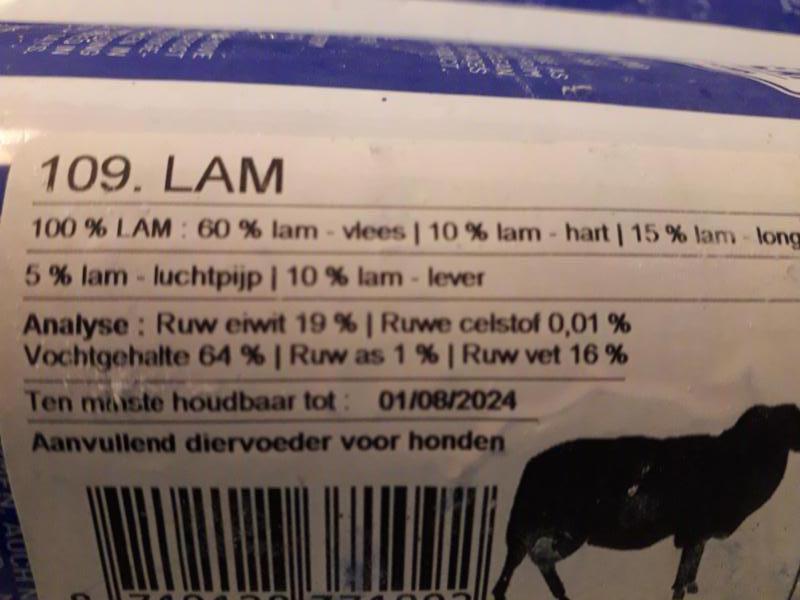 109. LAM
100 % LAM : 60 % lam - vlees | 10 % lam - hart | 15 % lam - long
5 % lam - luchtpijp | 10 % lam - lever
Analyse : Ruw eiwit 19 % | Ruwe celstof 0,01 %
Vochtgehalte 64 % | Ruw as 1 % | Ruw vet 16 %
Ten minste houdbaar tot : 01/08/2024
Aanvullend diervoeder voor honden